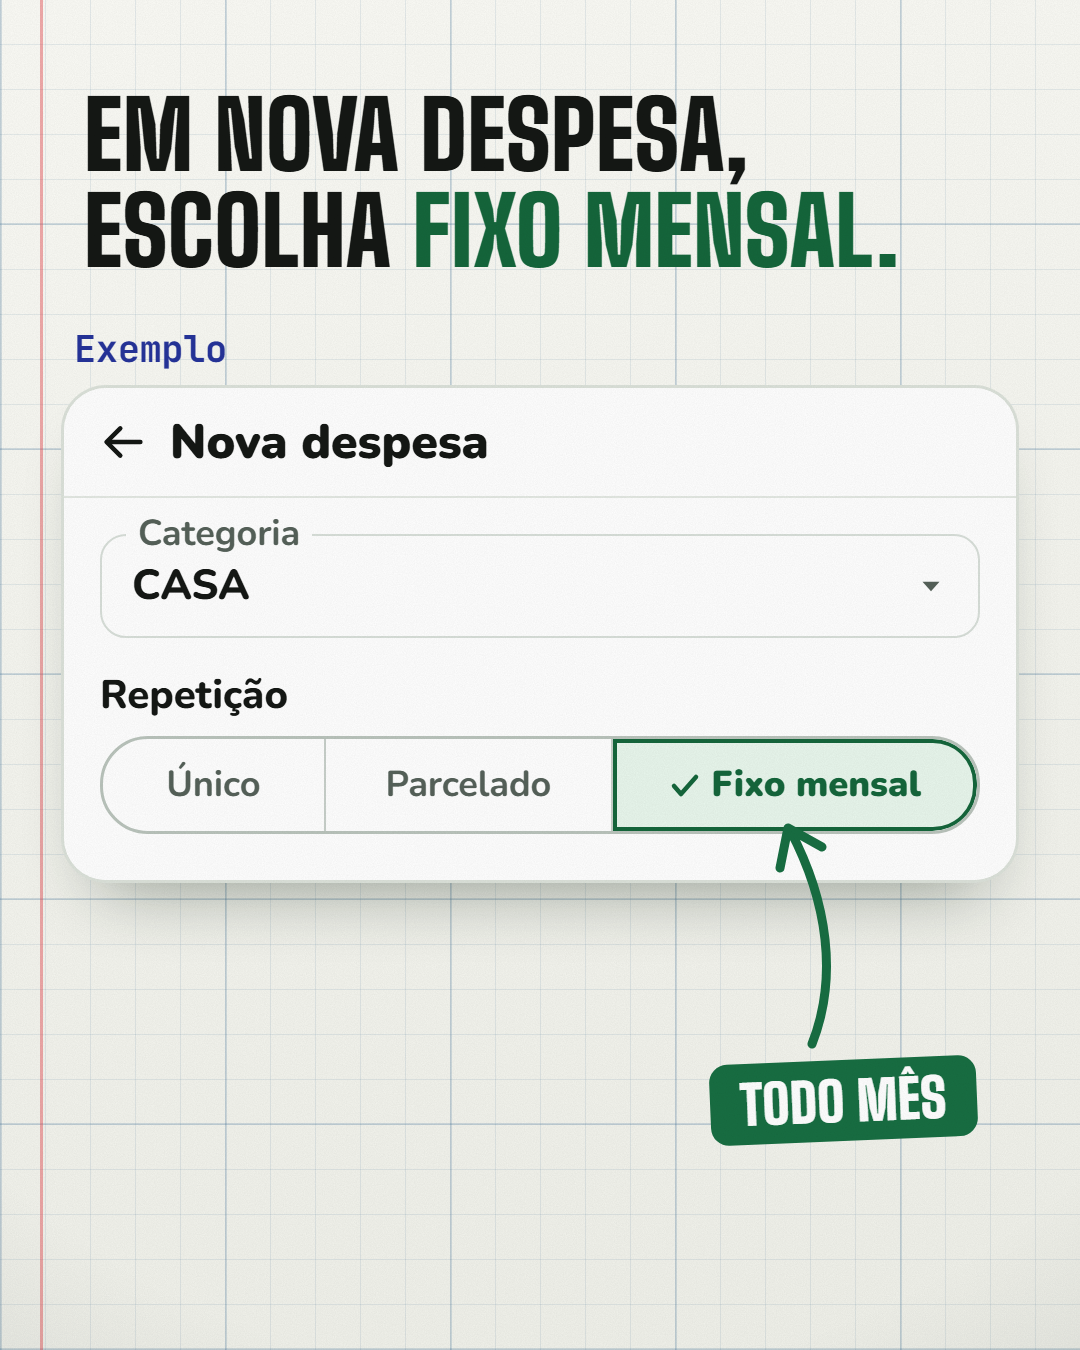 EM NOVA DESPESA,
ESCOLHA FIXO MENSAL.
Exemplo
Nova despesa
Categoria
CASA
Repetição
Único Parcelado Fixo mensal
TODO MÊS